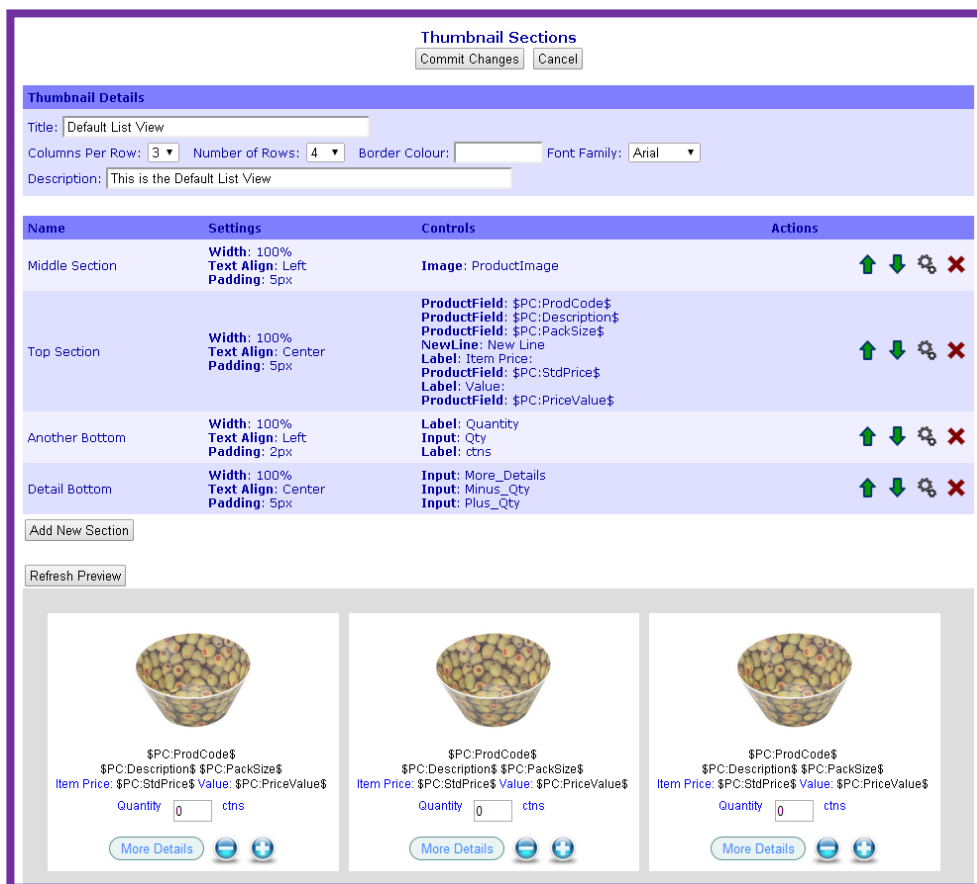 Thumbnail Sections
Commit Changes Cancel
Thumbnail Details
Title: Default List View
Columns Per Row: 3 Number of Rows: 4 Border Colour: Font Family: Arial
Description: This is the Default List View
Name Settings Controls Actions
Middle Section
Width: 100%
Text Align: Left
Padding: 5px
Image: ProductImage
Top Section
Width: 100%
Text Align: Center
Padding: 5px
ProductField: $PC:ProdCode$
ProductField: $PC:Description$
ProductField: $PC:PackSize$
NewLine: New Line
Label: Item Price:
ProductField: $PC:StdPrice$
Label: Value:
ProductField: $PC:PriceValue$
Another Bottom
Width: 100%
Text Align: Left
Padding: 2px
Label: Quantity
Input: Qty
Label: ctns
Detail Bottom
Width: 100%
Text Align: Center
Padding: 5px
Input: More_Details
Input: Minus_Qty
Input: Plus_Qty
Add New Section
Refresh Preview
$PC:ProdCode$
$PC:Description$ $PC:PackSize$
Item Price: $PC:StdPrice$ Value: $PC:PriceValue$
Quantity 0 ctns
More Details
$PC:ProdCode$
$PC:Description$ $PC:PackSize$
Item Price: $PC:StdPrice$ Value: $PC:PriceValue$
Quantity 0 ctns
More Details
$PC:ProdCode$
$PC:Description$ $PC:PackSize$
Item Price: $PC:StdPrice$ Value: $PC:PriceValue$
Quantity 0 ctns
More Details